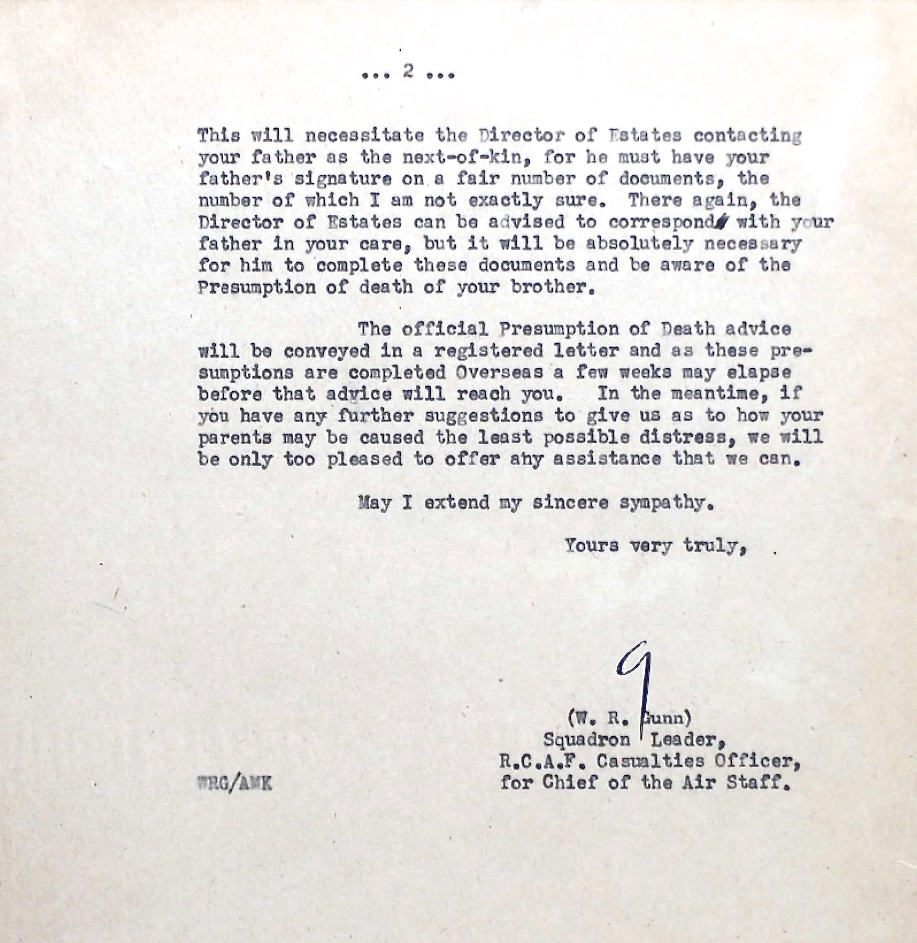 ... 2 ...
This will necessitate the Director of Estates contacting
your father as the next-of-kin, for he must have your
father's signature on a fair number of documents, the
number of which I am not exactly sure. There again, the
Director of Estates can be advised to correspond with your
father in your care, but it will be absolutely necessary
for him to complete these documents and be aware of the
Presumption of death of your brother.
The official Presumption of Death advice
will be conveyed in a registered letter and as these pre-
sumptions are completed Overseas a few weeks may elapse
before that advice will reach you. In the meantime, if
you have any further suggestions to give us as to how your
parents may be caused the least possible distress, we will
be only too pleased to offer any assistance that we can.
May I extend my sincere sympathy.
Yours very truly,
(W. R. Gunn)
Squadron Leader,
R.C.A.F. Casualties Officer,
WRG/AMK for Chief of the Air Staff.